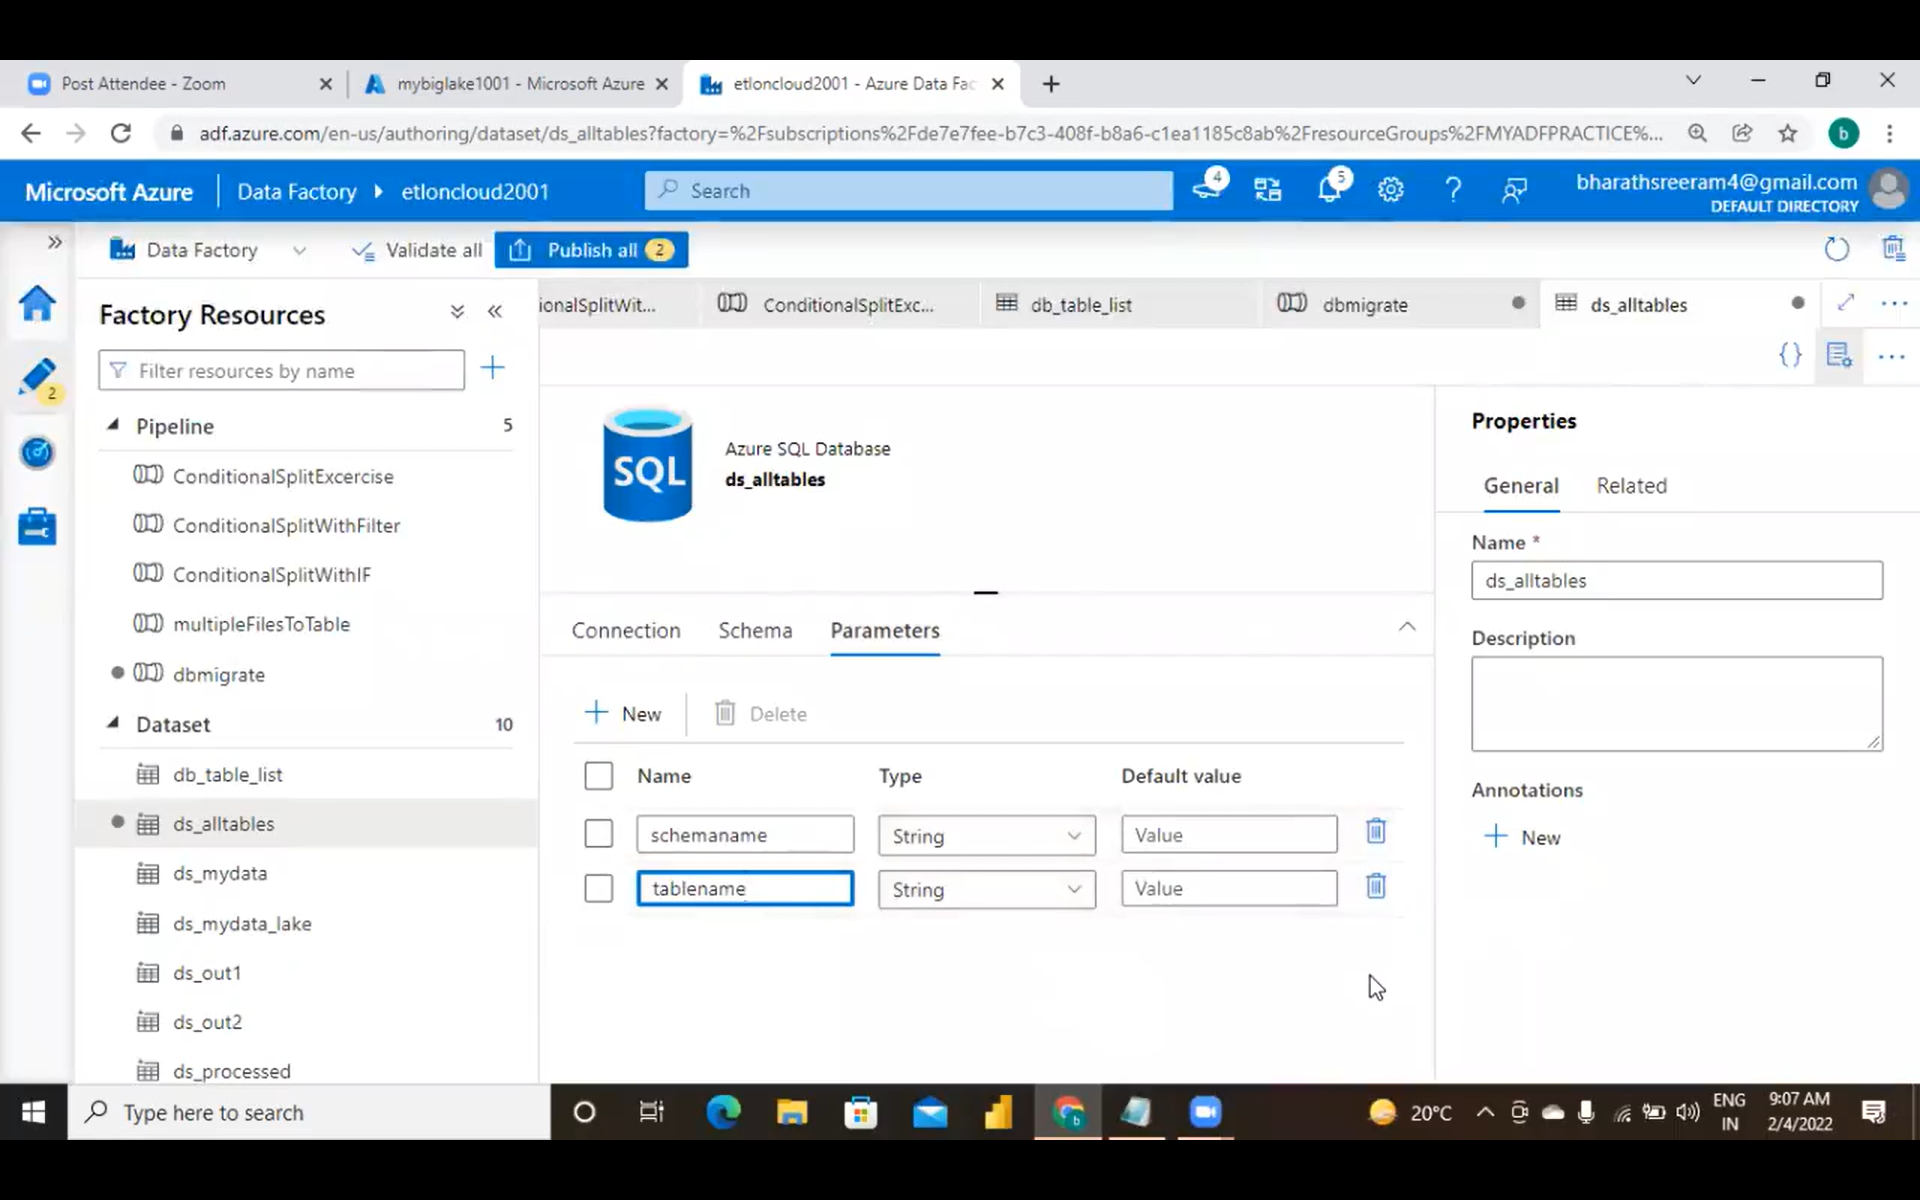 Post Attendee - Zoom
mybiglake1001 - Microsoft Azure
etloncloud2001 - Azure Data Fac
adf.azure.com/en-us/authoring/dataset/ds_alltables?factory=%2Fsubscriptions%2Fde7e7fee-b7c3-408f-b8a6-c1ea1185c8ab%2FresourceGroups%2FMYADFPRACTICE%...
b
Microsoft Azure
Data Factory
etloncloud2001
Search
4
5
bharathsreeram4@gmail.com
DEFAULT DIRECTORY
Data Factory
Validate all
Publish all 2
Factory Resources
ionalSplitWit...
ConditionalSplitExc...
db_table_list
dbmigrate
ds_alltables
Filter resources by name
2
Pipeline 5
ConditionalSplitExcercise
ConditionalSplitWithFilter
ConditionalSplitWithIF
multipleFilesToTable
dbmigrate
Dataset 10
db_table_list
ds_alltables
ds_mydata
ds_mydata_lake
ds_out1
ds_out2
ds_processed
SQL
Azure SQL Database
ds_alltables
Connection Schema Parameters
New Delete
Name Type Default value
schemaname String Value
tablename String Value
Properties
General Related
Name *
ds_alltables
Description
Annotations
New
Type here to search
b
20°C
ENG
IN
9:07 AM
2/4/2022